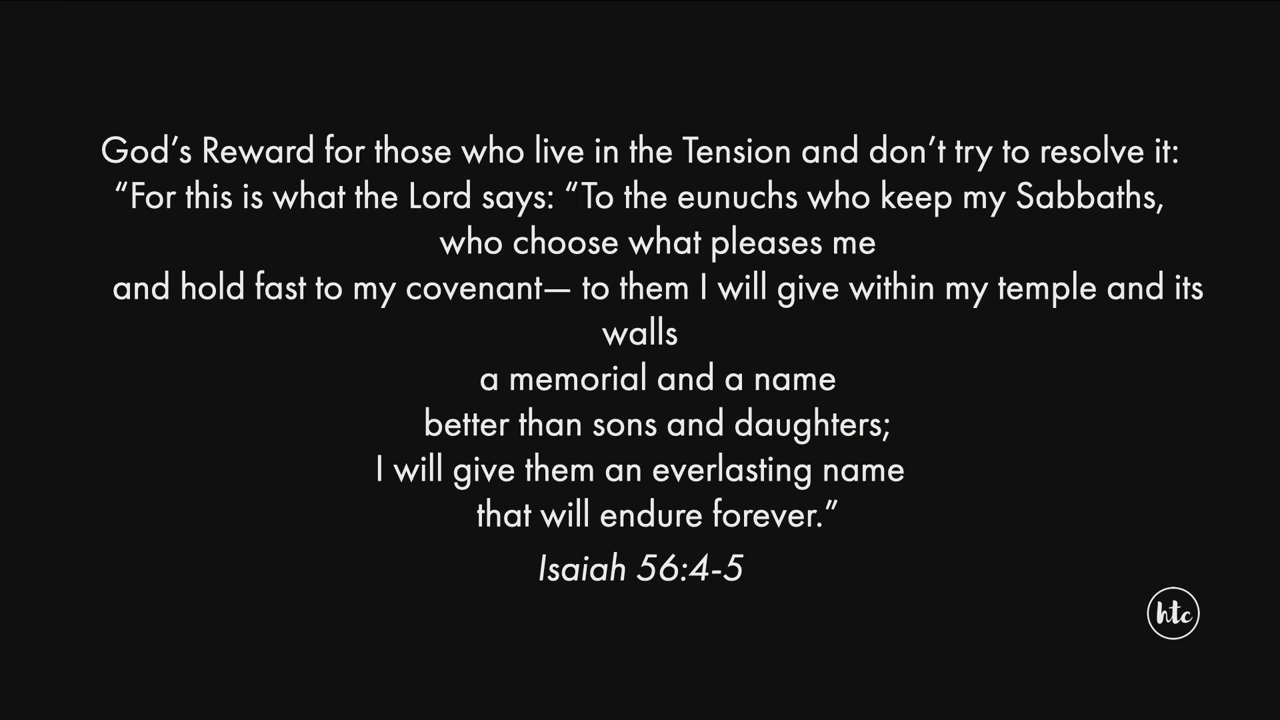 God’s Reward for those who live in the Tension and don’t try to resolve it:
“For this is what the Lord says: “To the eunuchs who keep my Sabbaths,
who choose what pleases me
and hold fast to my covenant— to them I will give within my temple and its
walls
a memorial and a name
better than sons and daughters;
I will give them an everlasting name
that will endure forever.”
Isaiah 56:4-5
htc